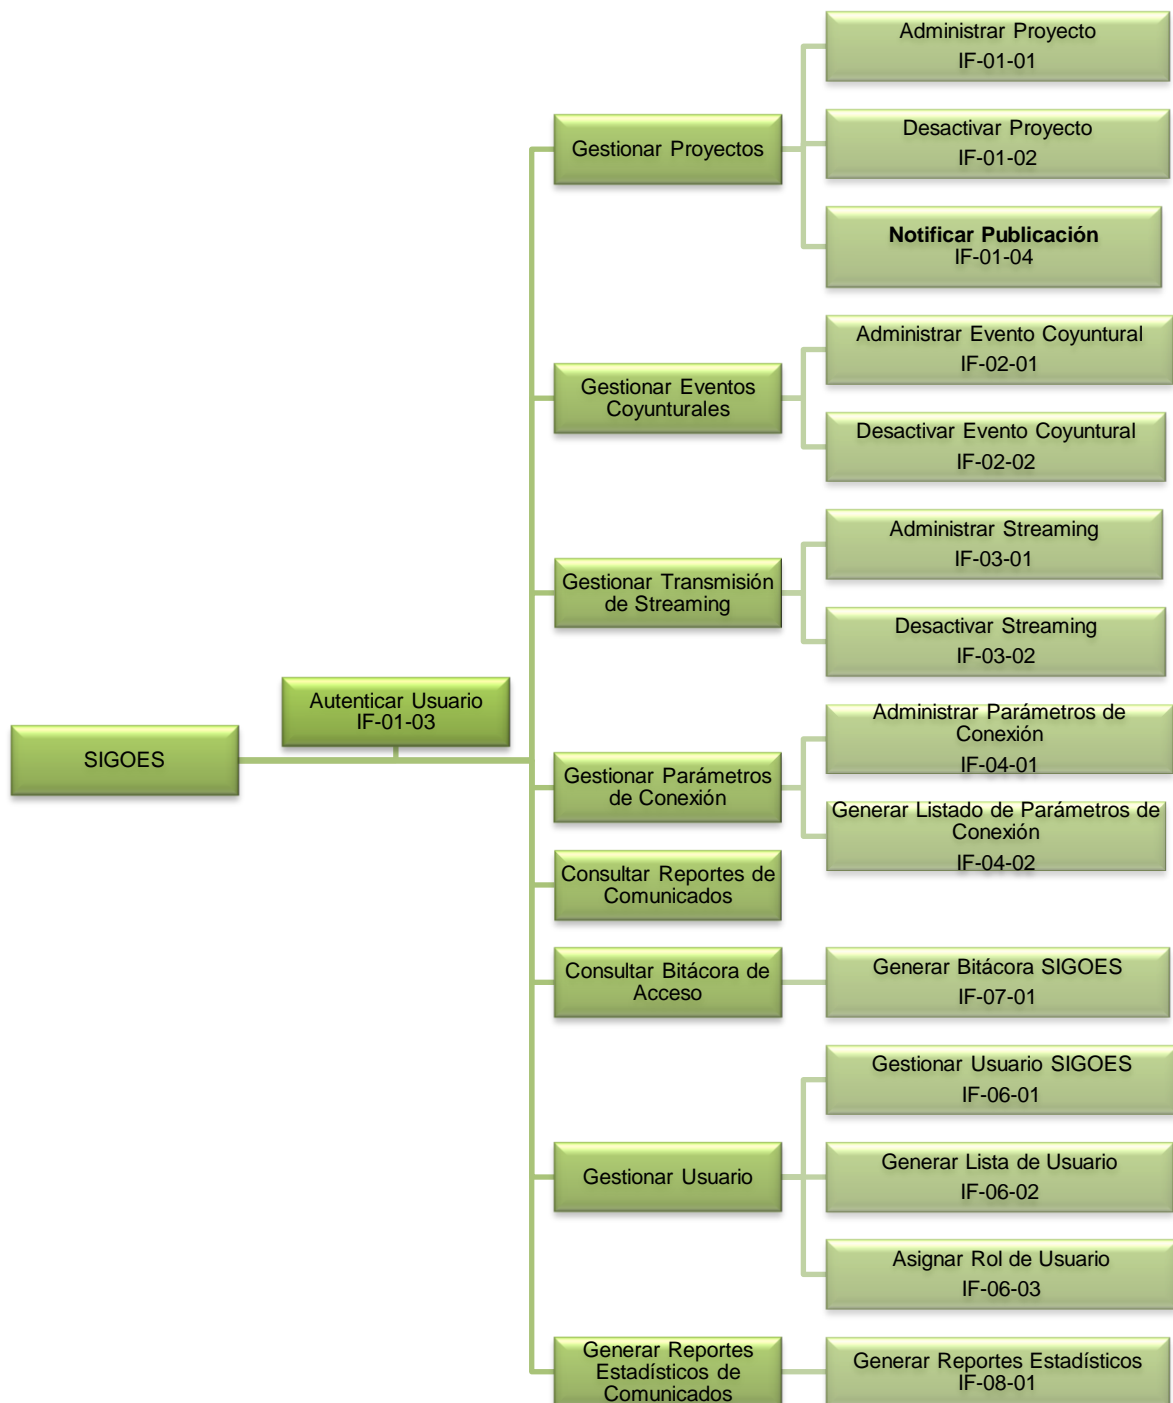 Administrar Proyecto
IF-01-01
Gestionar Proyectos
Desactivar Proyecto
IF-01-02
Notificar Publicación
IF-01-04
Administrar Evento Coyuntural
IF-02-01
Gestionar Eventos
Coyunturales
Desactivar Evento Coyuntural
IF-02-02
Administrar Streaming
IF-03-01
Gestionar Transmisión
de Streaming
Desactivar Streaming
IF-03-02
Autenticar Usuario
IF-01-03
SIGOES
Administrar Parámetros de
Conexión
IF-04-01
Gestionar Parámetros
de Conexión
Generar Listado de Parámetros de
Conexión
IF-04-02
Consultar Reportes de
Comunicados
Consultar Bitácora de
Acceso
Generar Bitácora SIGOES
IF-07-01
Gestionar Usuario SIGOES
IF-06-01
Gestionar Usuario
Generar Lista de Usuario
IF-06-02
Asignar Rol de Usuario
IF-06-03
Generar Reportes
Estadísticos de
Comunicados
Generar Reportes Estadísticos
IF-08-01